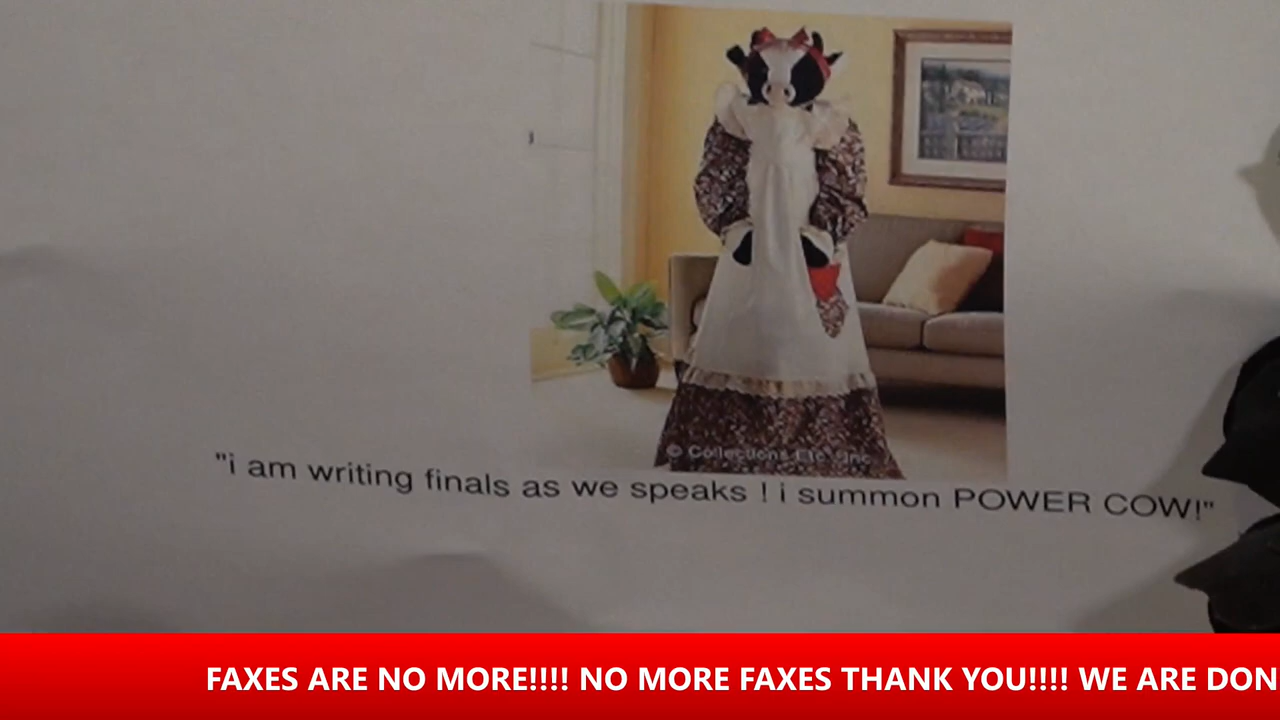 © Collections Etc. Inc.
"i am writing finals as we speaks ! i summon POWER COW!"
FAXES ARE NO MORE!!!! NO MORE FAXES THANK YOU!!!! WE ARE DON